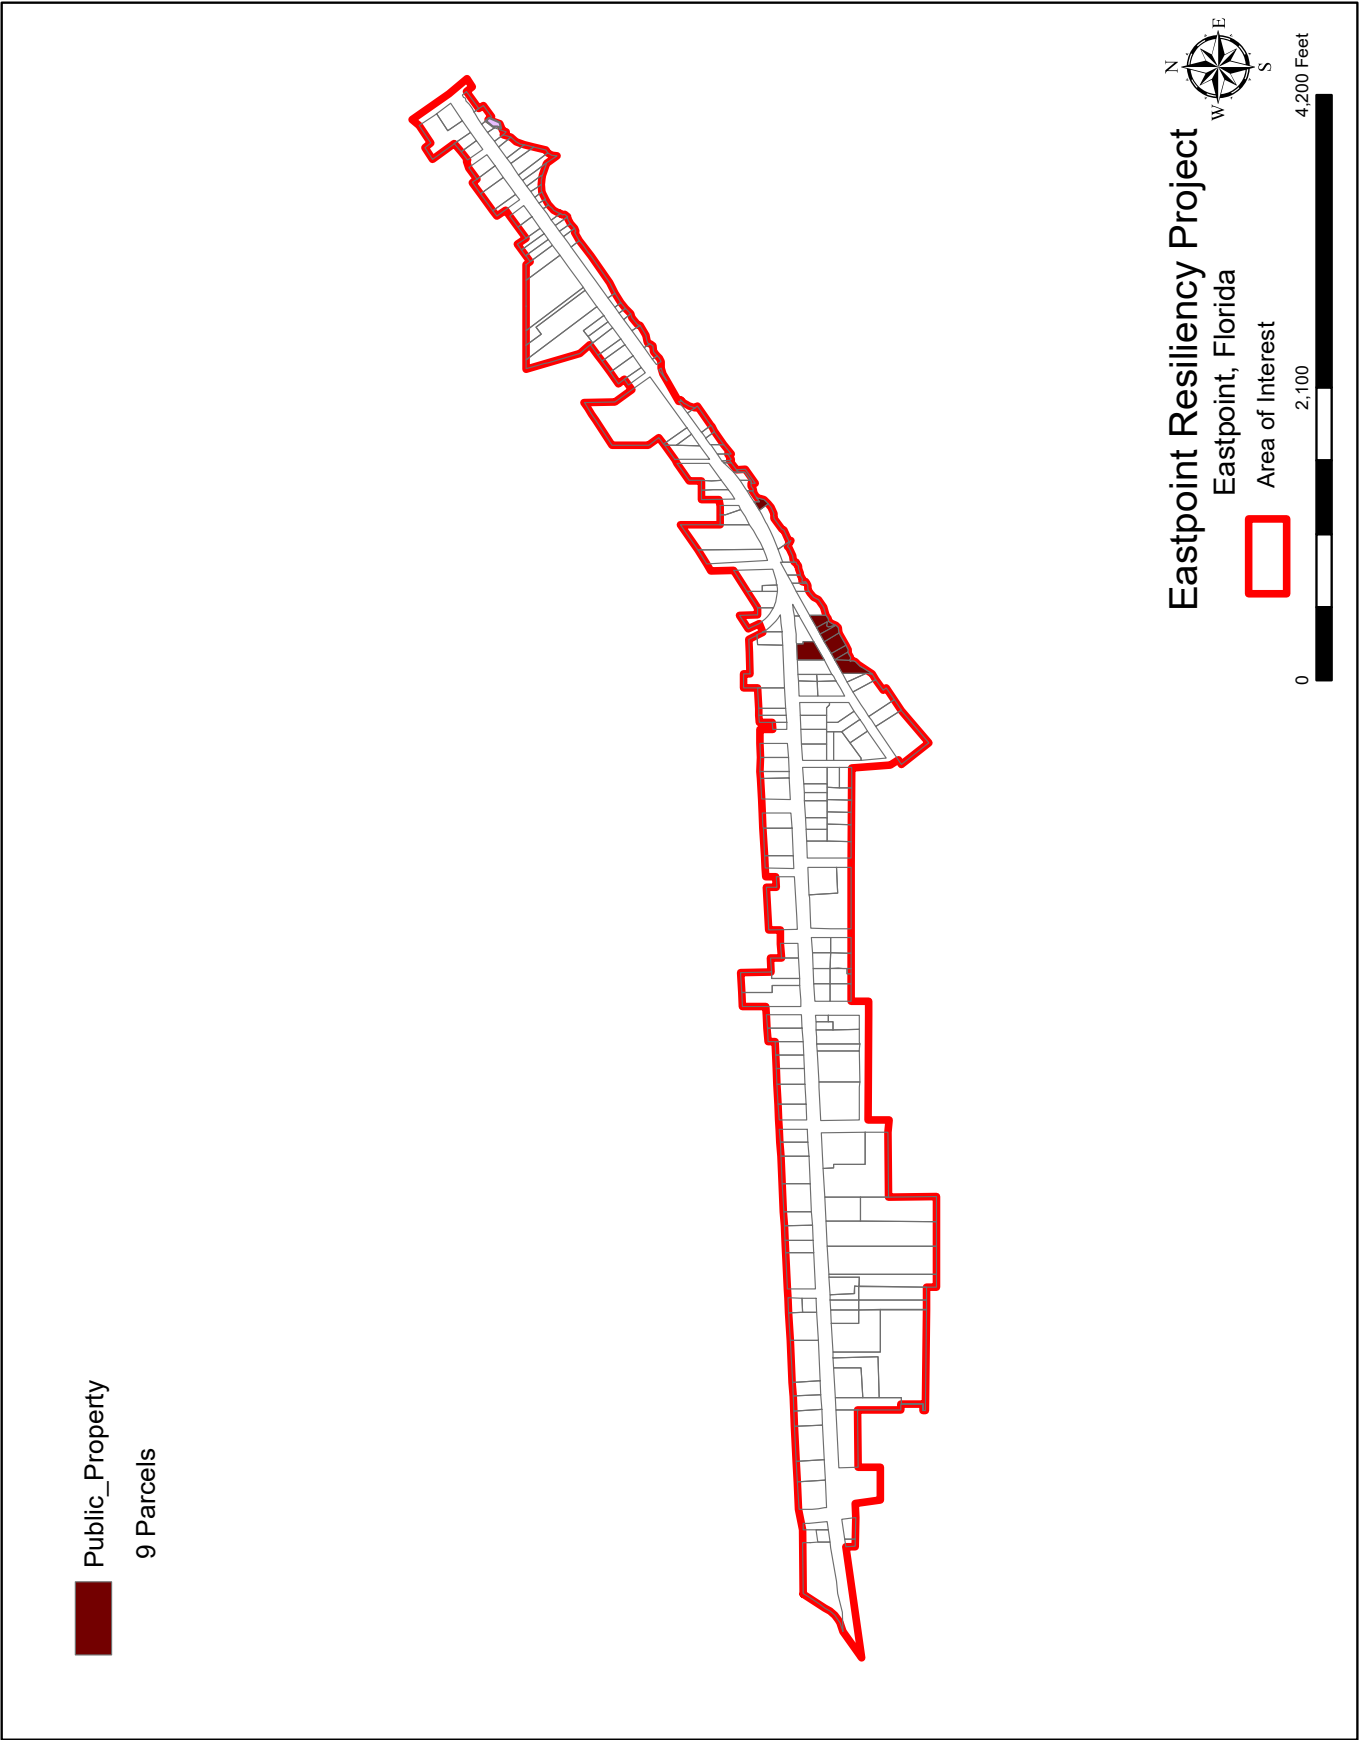 Public_Property
9 Parcels
Eastpoint Resiliency Project
Eastpoint, Florida
Area of Interest
0 2,100 4,200 Feet
N
E
S
W